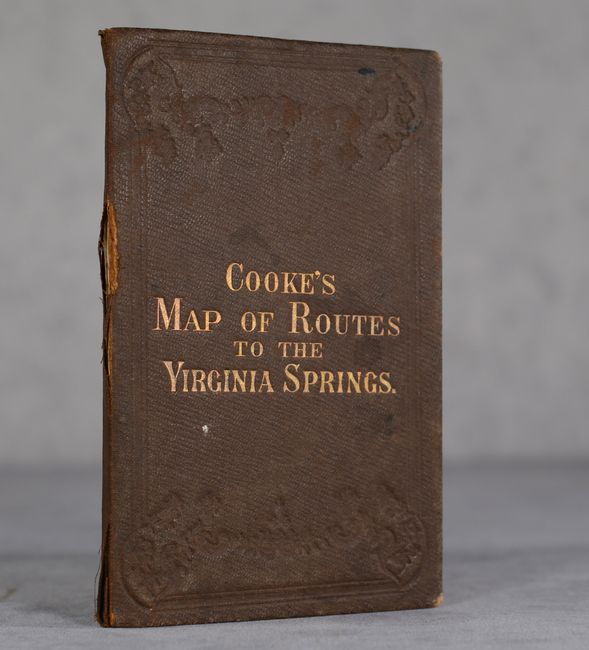 COOKE'S
MAP OF ROUTES
TO THE
VIRGINIA SPRINGS.